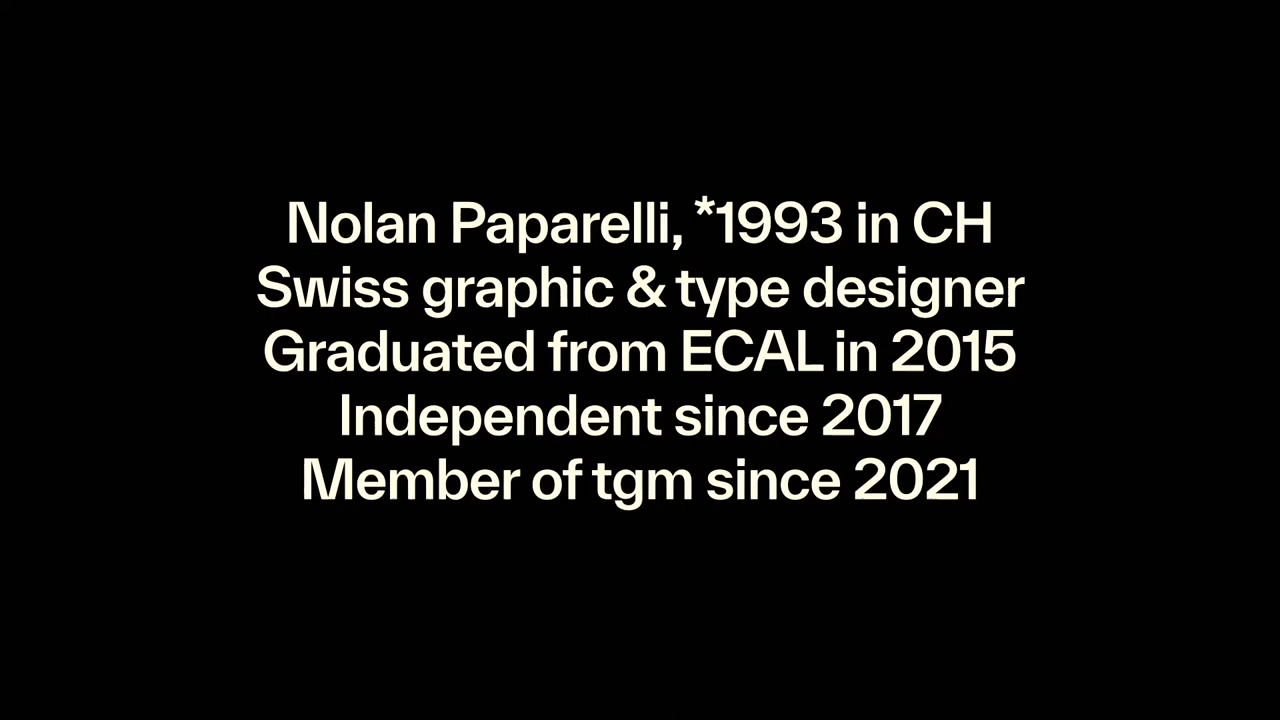 Nolan Paparelli, *1993 in CH
Swiss graphic & type designer
Graduated from ECAL in 2015
Independent since 2017
Member of tgm since 2021